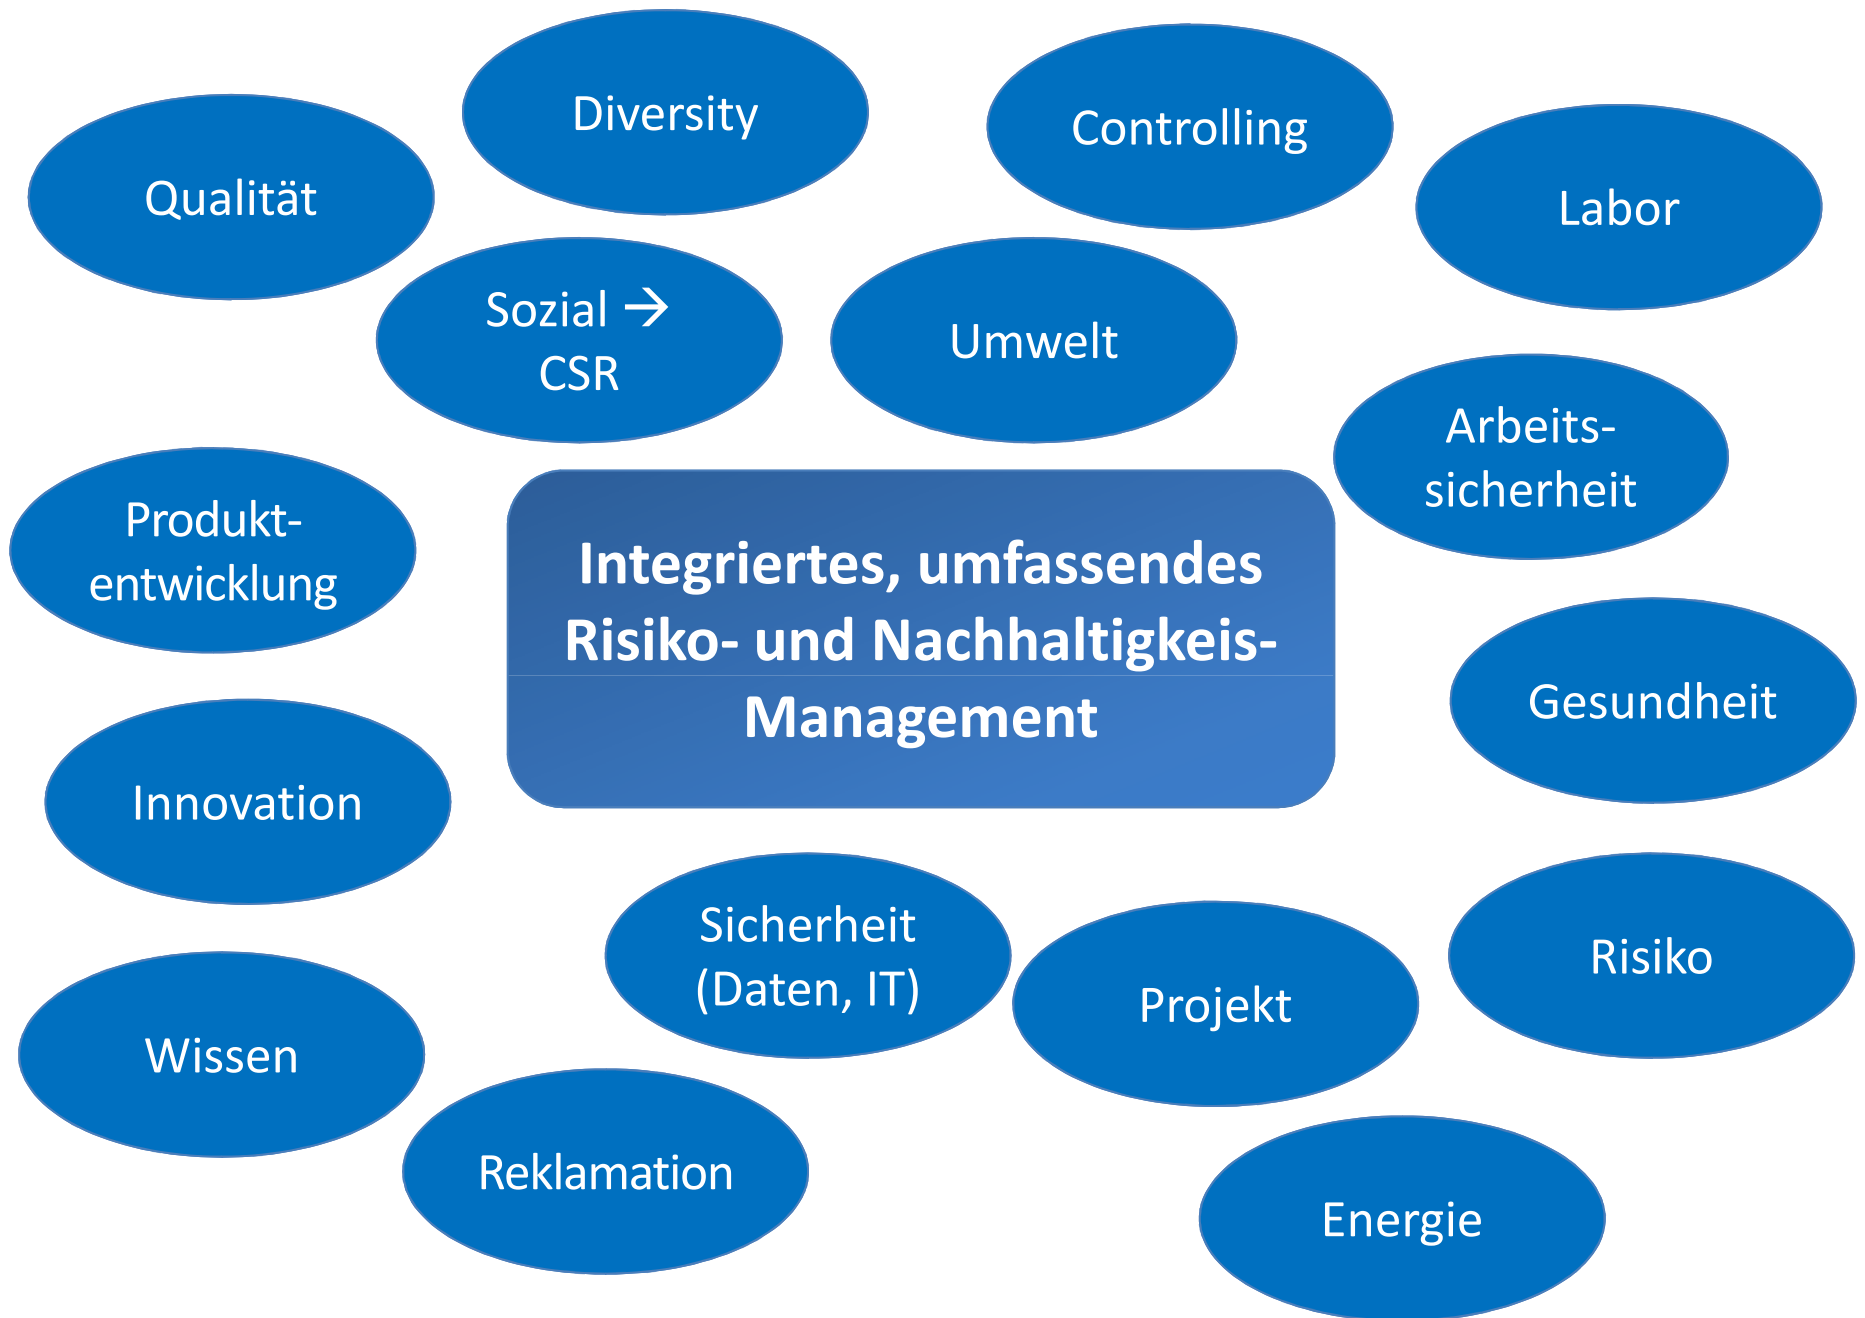 Diversity
Controlling
Qualität
Labor
Sozial →
CSR
Umwelt
Arbeits-
sicherheit
Produkt-
entwicklung
Integriertes, umfassendes
Risiko- und Nachhaltigkeis-
Management
Gesundheit
Innovation
Sicherheit
(Daten, IT)
Projekt
Risiko
Wissen
Reklamation
Energie